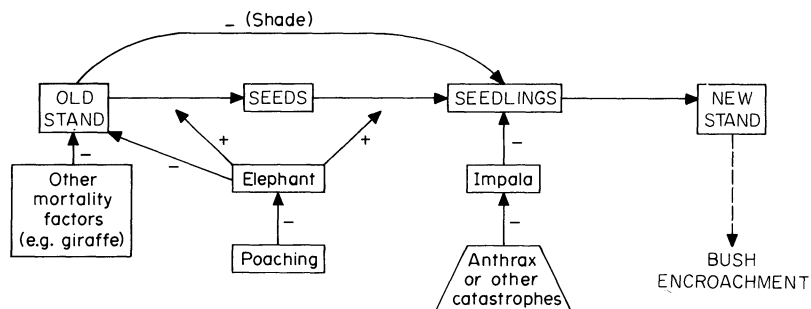 – (Shade)
OLD
STAND
SEEDS
SEEDLINGS
NEW
STAND
+
+
–
–
–
Other
mortality
factors
(e.g. giraffe)
Elephant
Impala
–
–
Poaching
Anthrax
or other
catastrophes
BUSH
ENCROACHMENT